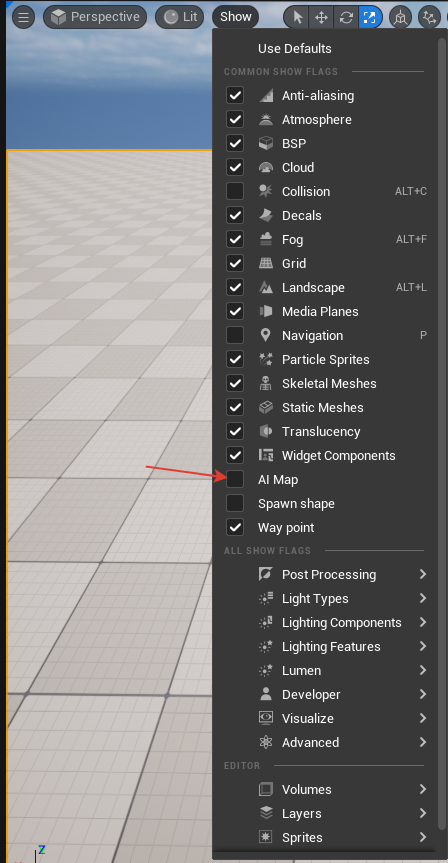 Perspective
Lit
Show
Use Defaults
COMMON SHOW FLAGS
Anti-aliasing
Atmosphere
BSP
Cloud
Collision ALT+C
Decals
Fog ALT+F
Grid
Landscape ALT+L
Media Planes
Navigation P
Particle Sprites
Skeletal Meshes
Static Meshes
Translucency
Widget Components
AI Map
Spawn shape
Way point
ALL SHOW FLAGS
Post Processing
Light Types
Lighting Components
Lighting Features
Lumen
Developer
Visualize
Advanced
EDITOR
Volumes
Layers
Sprites
Z